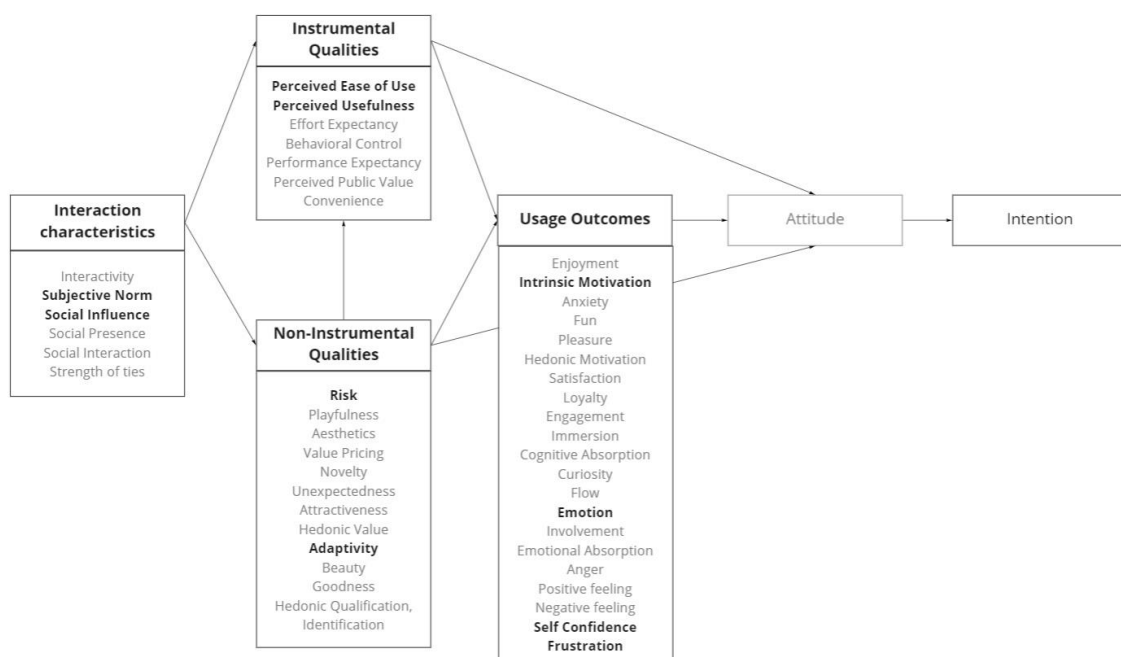 Instrumental
Qualities
Perceived Ease of Use
Perceived Usefulness
Effort Expectancy
Behavioral Control
Performance Expectancy
Perceived Public Value
Convenience
Interaction
characteristics
Interactivity
Subjective Norm
Social Influence
Social Presence
Social Interaction
Strength of ties
Non-Instrumental
Qualities
Risk
Playfulness
Aesthetics
Value Pricing
Novelty
Unexpectedness
Attractiveness
Hedonic Value
Adaptivity
Beauty
Goodness
Hedonic Qualification,
Identification
Usage Outcomes
Enjoyment
Intrinsic Motivation
Anxiety
Fun
Pleasure
Hedonic Motivation
Satisfaction
Loyalty
Engagement
Immersion
Cognitive Absorption
Curiosity
Flow
Emotion
Involvement
Emotional Absorption
Anger
Positive feeling
Negative feeling
Self Confidence
Frustration
Attitude
Intention